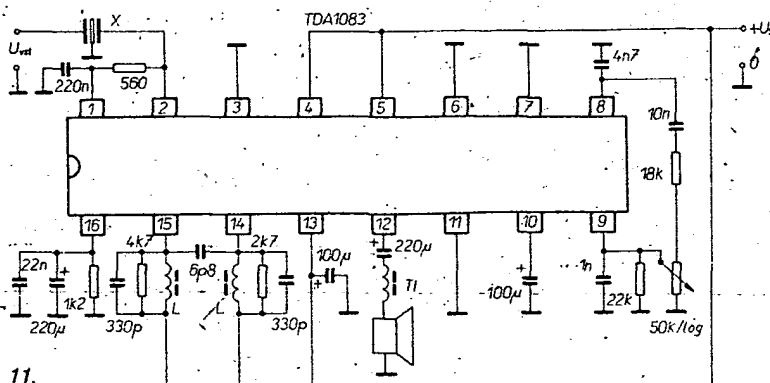 X
TDA1083
Uvst
+U
220n
560
4n7
1
2
3
4
5
6
7
8
10n
18k
16
15
14
13
12
11
10
9
4k7
2k7
6p8
100µ
220µ
22n
1k2
Tl
1n
22k
100µ
L
L
330p
330p
220µ
50k/log
11.